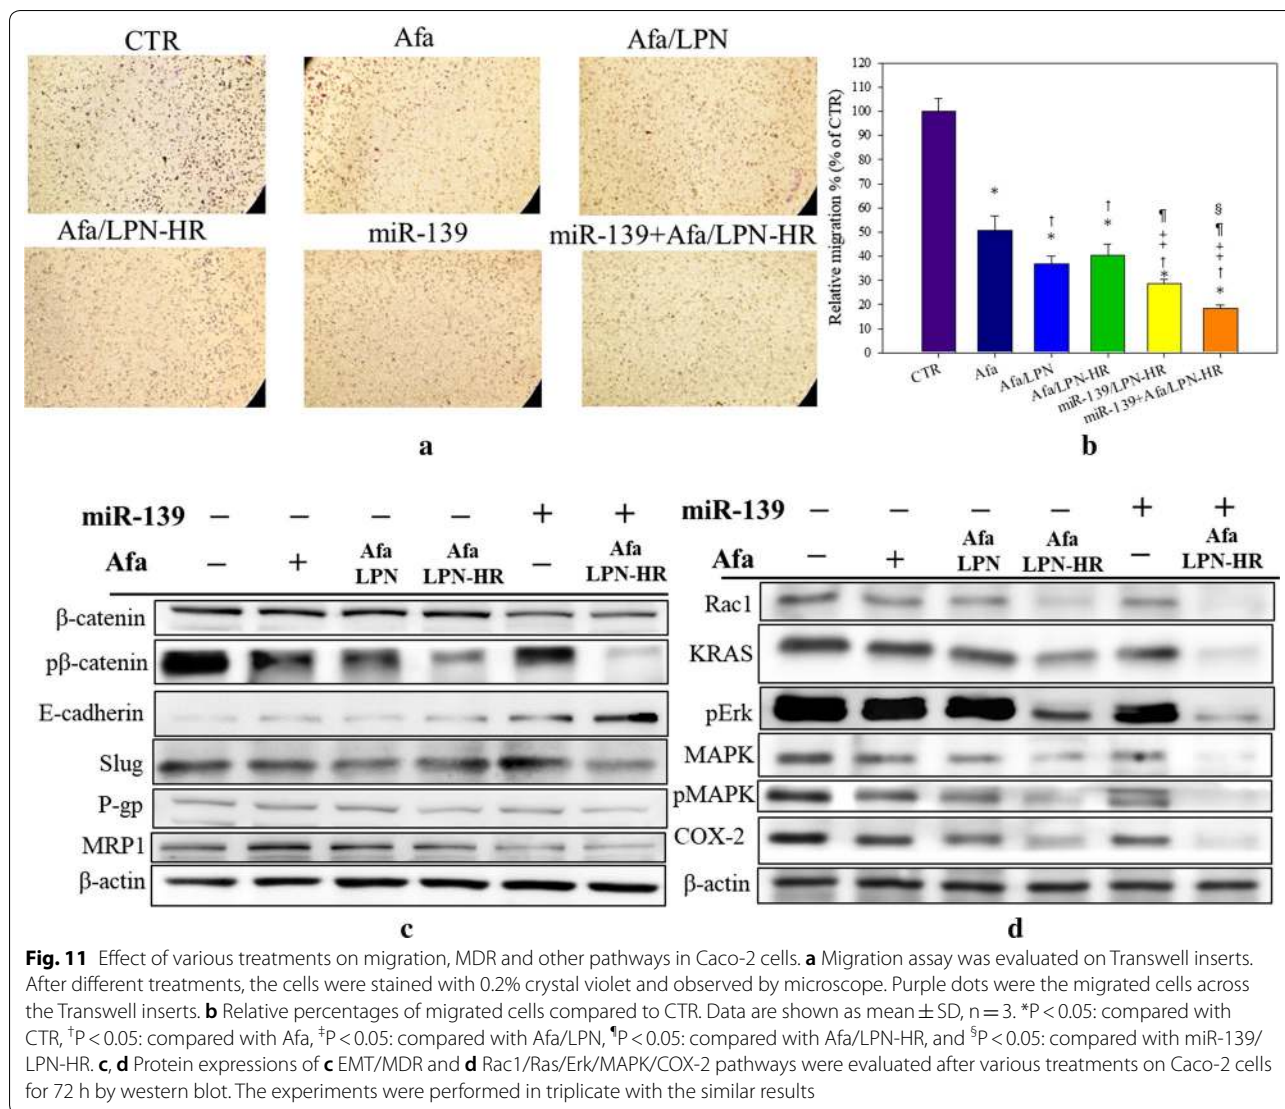 CTR Afa Afa/LPN
Afa/LPN-HR miR-139 miR-139+Afa/LPN-HR
a
Relative migration % (% of CTR)
120
110
100
90
80
70
60
50
40
30
20
10
0
*
†
*
†
*
¶
‡
†
*
§
¶
‡
†
*
CTR
Afa
Afa/LPN
Afa/LPN-HR
miR-139/LPN-HR
miR-139+Afa/LPN-HR
b
miR-139 − − − − + +
Afa − + Afa LPN Afa LPN-HR − Afa LPN-HR
β-catenin
pβ-catenin
E-cadherin
Slug
P-gp
MRP1
β-actin
c
miR-139 − − − − + +
Afa − + Afa LPN Afa LPN-HR − Afa LPN-HR
Rac1
KRAS
pErk
MAPK
pMAPK
COX-2
β-actin
d
Fig. 11 Effect of various treatments on migration, MDR and other pathways in Caco-2 cells. a Migration assay was evaluated on Transwell inserts.
After different treatments, the cells were stained with 0.2% crystal violet and observed by microscope. Purple dots were the migrated cells across
the Transwell inserts. b Relative percentages of migrated cells compared to CTR. Data are shown as mean ± SD, n = 3. *P < 0.05: compared with
CTR, †P < 0.05: compared with Afa, ‡P < 0.05: compared with Afa/LPN, ¶P < 0.05: compared with Afa/LPN-HR, and §P < 0.05: compared with miR-139/
LPN-HR. c, d Protein expressions of c EMT/MDR and d Rac1/Ras/Erk/MAPK/COX-2 pathways were evaluated after various treatments on Caco-2 cells
for 72 h by western blot. The experiments were performed in triplicate with the similar results